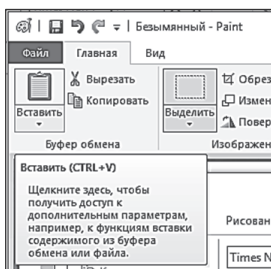 Безымянный - Paint
Файл Главная Вид
Вставить Вырезать Копировать Выделить Обрез
Измен
Повер
Буфер обмена Изображен
Вставить (CTRL+V)
Щелкните здесь, чтобы
получить доступ к
дополнительным параметрам,
например, к функциям вставки
содержимого из буфера
обмена или файла.
Рисован
Times N